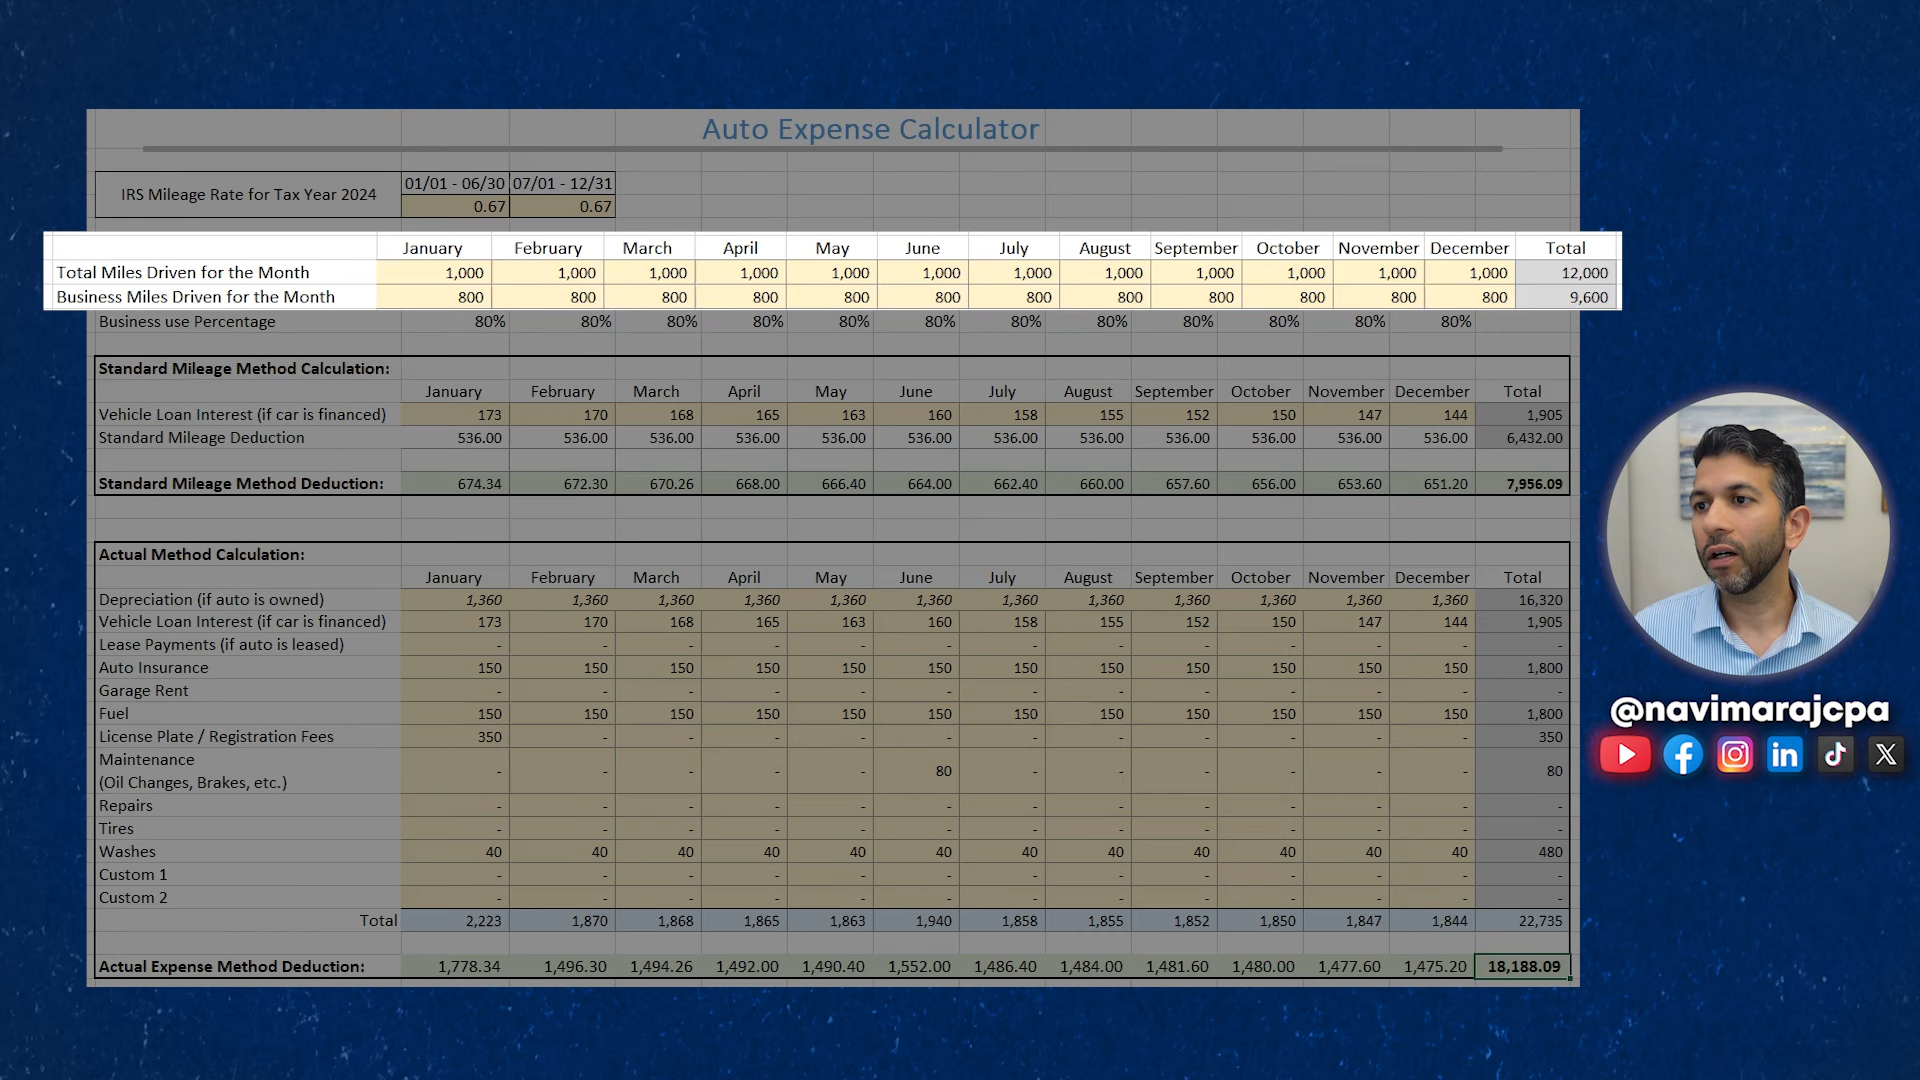 Auto Expense Calculator
IRS Mileage Rate for Tax Year 2024 01/01 - 06/30 07/01 - 12/31
0.67 0.67
January February March April May June July August September October November December Total
Total Miles Driven for the Month 1,000 1,000 1,000 1,000 1,000 1,000 1,000 1,000 1,000 1,000 1,000 1,000 12,000
Business Miles Driven for the Month 800 800 800 800 800 800 800 800 800 800 800 800 9,600
Business use Percentage 80% 80% 80% 80% 80% 80% 80% 80% 80% 80% 80% 80%
Standard Mileage Method Calculation:
January February March April May June July August September October November December Total
Vehicle Loan Interest (if car is financed) 173 170 168 165 163 160 158 155 152 150 147 144 1,905
Standard Mileage Deduction 536.00 536.00 536.00 536.00 536.00 536.00 536.00 536.00 536.00 536.00 536.00 536.00 6,432.00
Standard Mileage Method Deduction: 674.34 672.30 670.26 668.00 666.40 664.00 662.40 660.00 657.60 656.00 653.60 651.20 7,956.09
Actual Method Calculation:
January February March April May June July August September October November December Total
Depreciation (if auto is owned) 1,360 1,360 1,360 1,360 1,360 1,360 1,360 1,360 1,360 1,360 1,360 1,360 16,320
Vehicle Loan Interest (if car is financed) 173 170 168 165 163 160 158 155 152 150 147 144 1,905
Lease Payments (if auto is leased) - - - - - - - - - - - - -
Auto Insurance 150 150 150 150 150 150 150 150 150 150 150 150 1,800
Garage Rent - - - - - - - - - - - - -
Fuel 150 150 150 150 150 150 150 150 150 150 150 150 1,800
License Plate / Registration Fees 350 - - - - - - - - - - - 350
Maintenance
(Oil Changes, Brakes, etc.) - - - - - 80 - - - - - - 80
Repairs - - - - - - - - - - - - -
Tires - - - - - - - - - - - - -
Washes 40 40 40 40 40 40 40 40 40 40 40 40 480
Custom 1 - - - - - - - - - - - - -
Custom 2 - - - - - - - - - - - - -
Total 2,223 1,870 1,868 1,865 1,863 1,940 1,858 1,855 1,852 1,850 1,847 1,844 22,735
Actual Expense Method Deduction: 1,778.34 1,496.30 1,494.26 1,492.00 1,490.40 1,552.00 1,486.40 1,484.00 1,481.60 1,480.00 1,477.60 1,475.20 18,188.09
@navimarajcpa